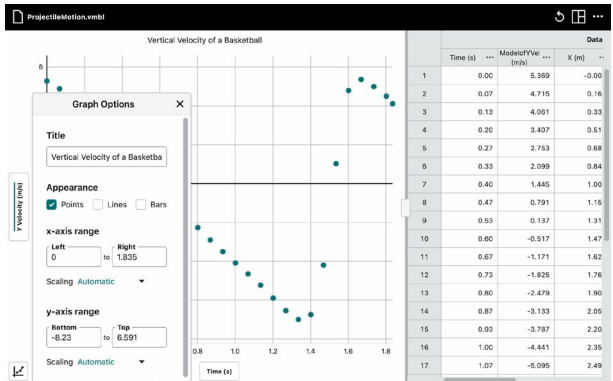 ProjectileMotion.vmbl
Vertical Velocity of a Basketball
6
Y Velocity (m/s)
Graph Options
Title
Vertical Velocity of a Basketba
Appearance
Points Lines Bars
x-axis range
Left Right
0 to 1.835
Scaling Automatic
y-axis range
Bottom Top
-8.23 to 6.591
Scaling Automatic
0.8 1.0 1.2 1.4 1.6 1.8
Time (s)
Data
Time (s) ModelofYVel (m/s) X (m)
1 0.00 5.369 -0.00
2 0.07 4.715 0.16
3 0.13 4.061 0.33
4 0.20 3.407 0.51
5 0.27 2.753 0.68
6 0.33 2.099 0.84
7 0.40 1.445 1.00
8 0.47 0.791 1.15
9 0.53 0.137 1.31
10 0.60 -0.517 1.47
11 0.67 -1.171 1.62
12 0.73 -1.825 1.76
13 0.80 -2.479 1.90
14 0.87 -3.133 2.05
15 0.93 -3.787 2.20
16 1.00 -4.441 2.35
17 1.07 -5.095 2.49